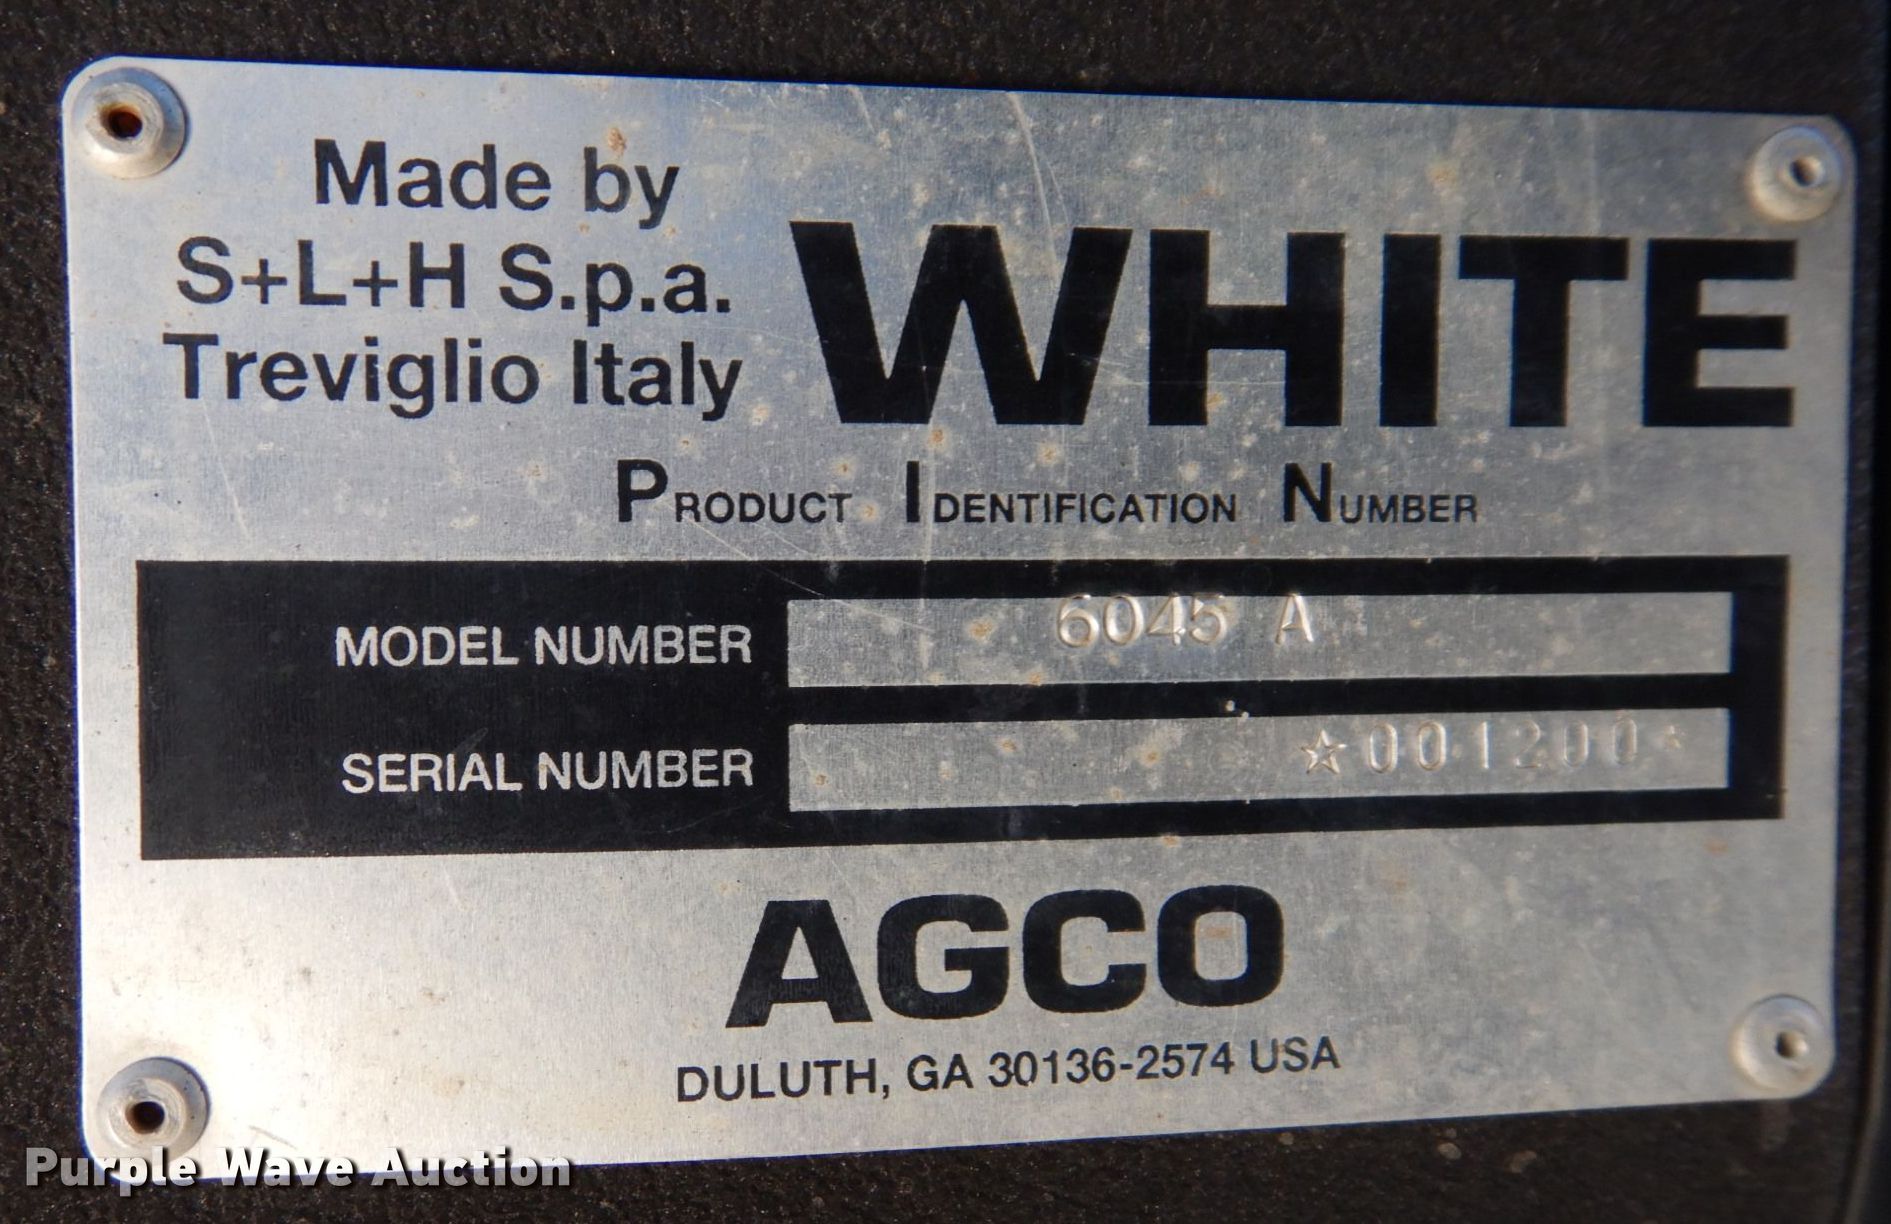 Made by
S+L+H S.p.a.
Treviglio Italy
WHITE
PRODUCT IDENTIFICATION NUMBER
MODEL NUMBER 6045 A
SERIAL NUMBER ☆001200☆
AGCO
DULUTH, GA 30136-2574 USA
Purple Wave Auction